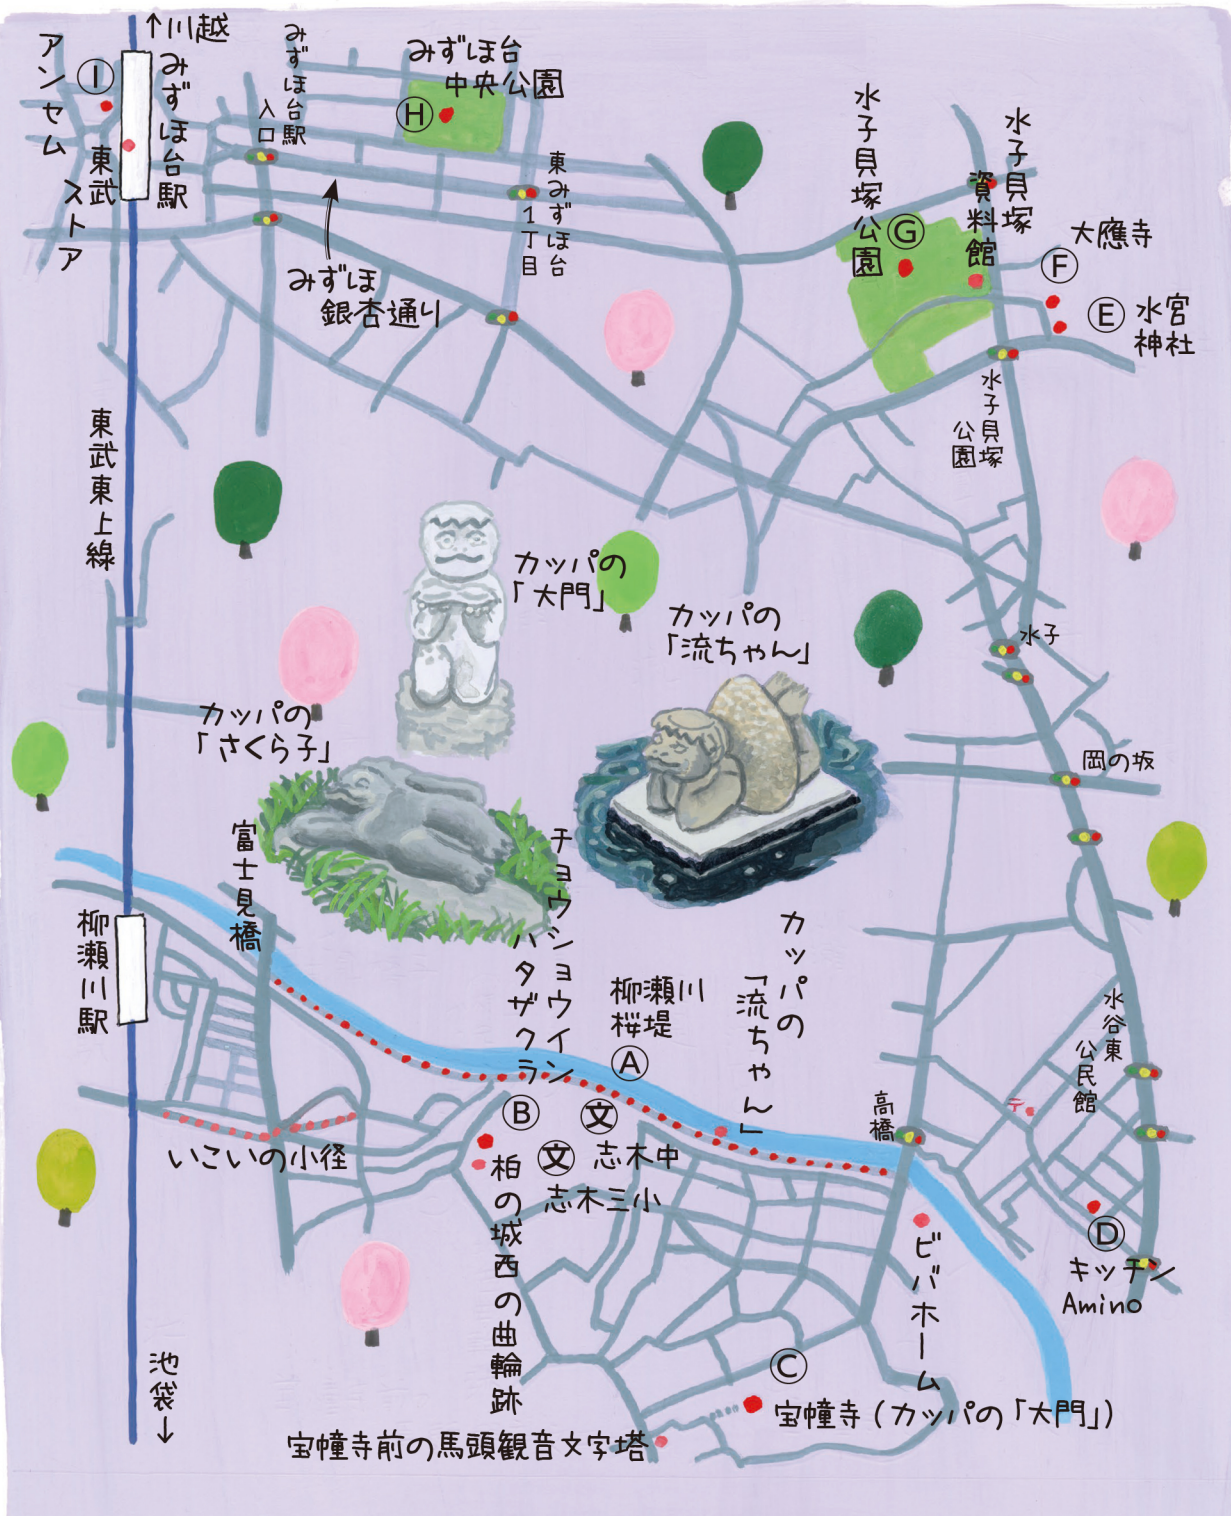 ↑川越
みずほ台駅
アンセム
Ⓘ
東武
ストア
みずほ台駅
入口
みずほ台
中央公園
Ⓗ
東みずほ台
1丁目
みずほ
銀杏通り
水子貝塚公園
Ⓖ
水子貝塚
資料館
大應寺
Ⓕ
Ⓔ
水宮
神社
水子貝塚
公園
東武東上線
カッパの
「大門」
カッパの
「流ちゃん」
カッパの
「さくら子」
水子
岡の坂
富士見橋
柳瀬川駅
チョウショウイン
ハタザクラ
柳瀬川
桜堤
Ⓐ
カッパの
「流ちゃん」
水谷東
公民館
高橋
〒
Ⓑ
文
志木中
文
志木三小
いこいの小径
柏の城西の曲輪跡
ビバホーム
Ⓓ
キッチン
Amino
Ⓒ
宝幢寺(カッパの「大門」)
宝幢寺前の馬頭観音文字塔
池袋↓